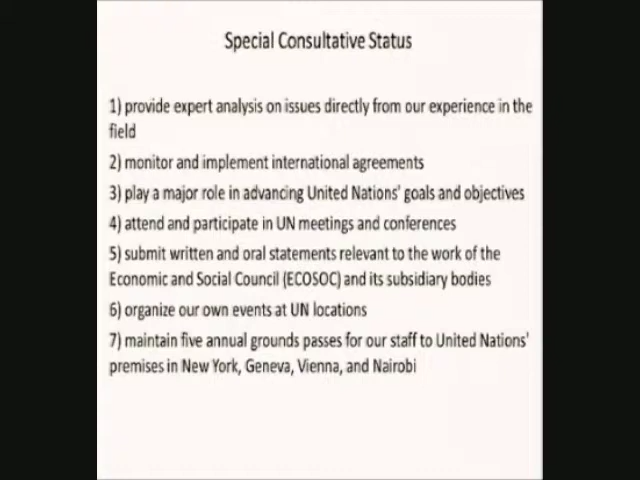 Special Consultative Status
1) provide expert analysis on issues directly from our experience in the
field
2) monitor and implement international agreements
3) play a major role in advancing United Nations' goals and objectives
4) attend and participate in UN meetings and conferences
5) submit written and oral statements relevant to the work of the
Economic and Social Council (ECOSOC) and its subsidiary bodies
6) organize our own events at UN locations
7) maintain five annual grounds passes for our staff to United Nations'
premises in New York, Geneva, Vienna, and Nairobi